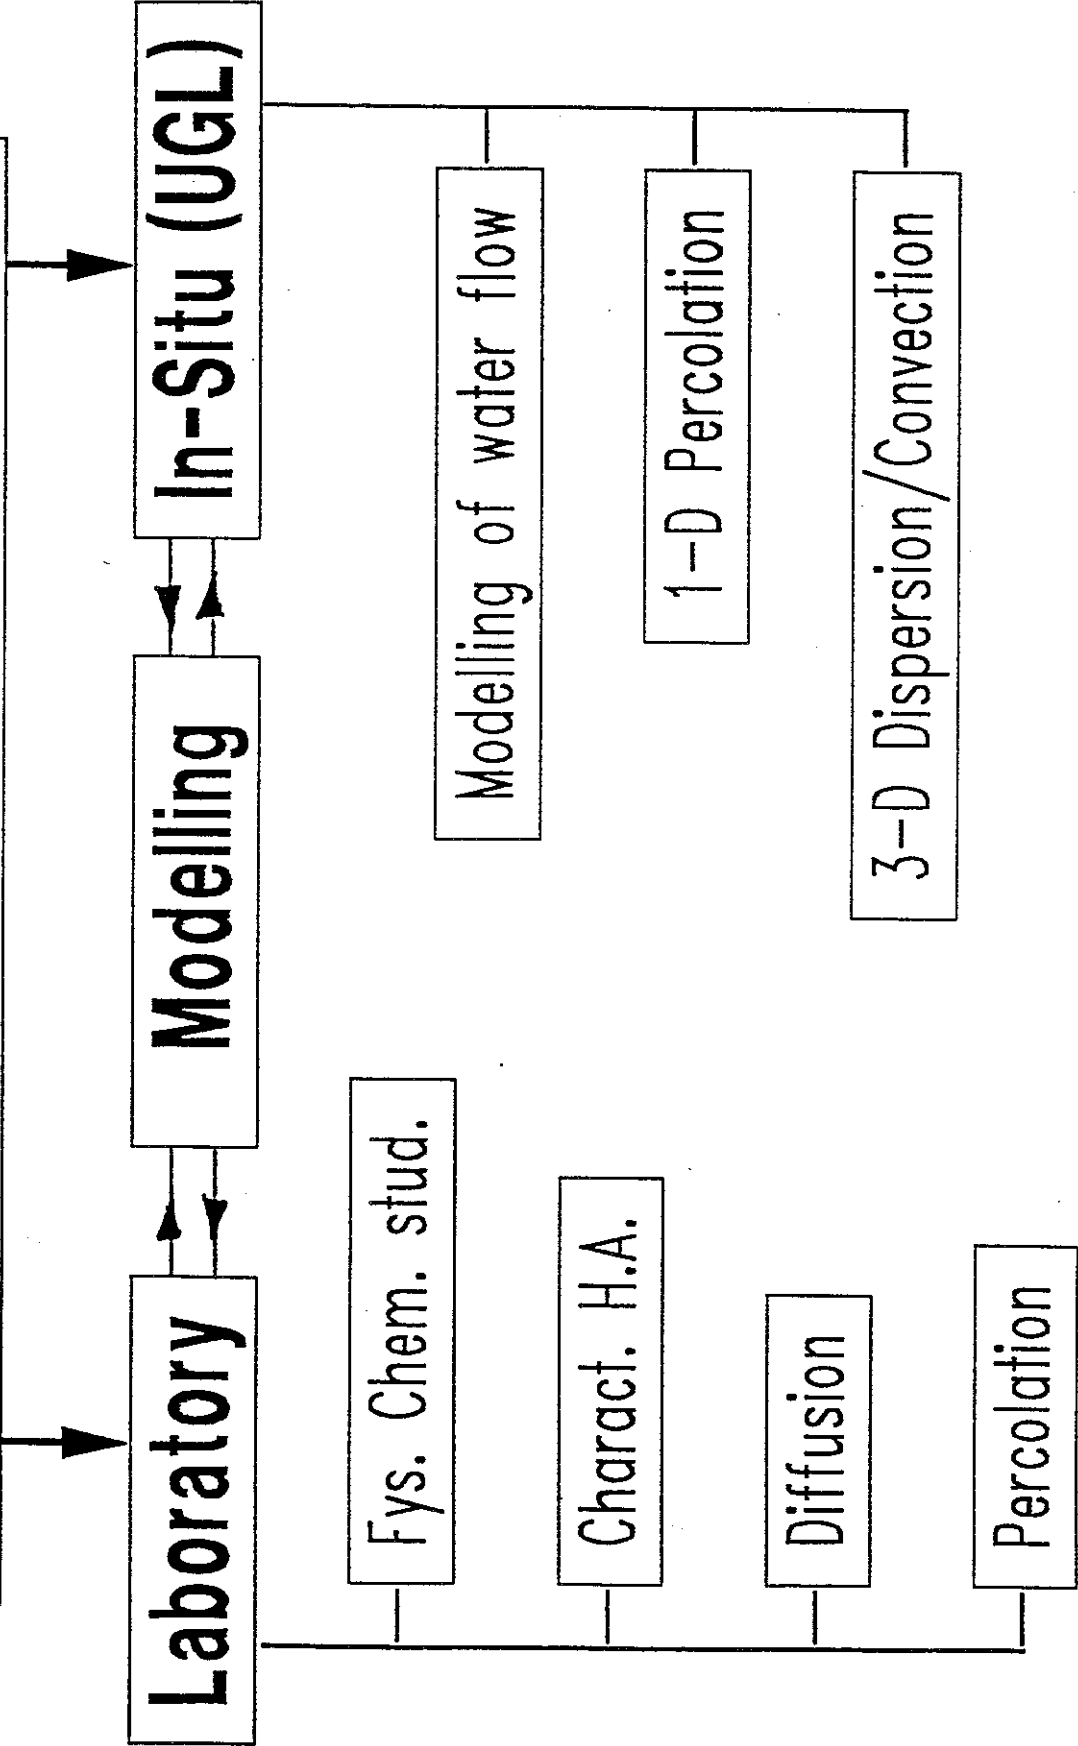 Laboratory
Modelling
In-Situ (UGL)
Fys. Chem. stud.
Charact. H.A.
Diffusion
Percolation
Modelling of water flow
1-D Percolation
3-D Dispersion/Convection